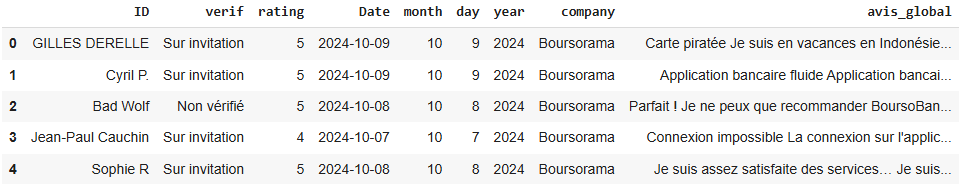 ID verif rating Date month day year company avis_global
0 GILLES DERELLE Sur invitation 5 2024-10-09 10 9 2024 Boursorama Carte piratée Je suis en vacances en Indonésie...
1 Cyril P. Sur invitation 5 2024-10-09 10 9 2024 Boursorama Application bancaire fluide Application bancai...
2 Bad Wolf Non vérifié 5 2024-10-08 10 8 2024 Boursorama Parfait ! Je ne peux que recommander BoursoBan...
3 Jean-Paul Cauchin Sur invitation 4 2024-10-07 10 7 2024 Boursorama Connexion impossible La connexion sur l'applic...
4 Sophie R Sur invitation 5 2024-10-08 10 8 2024 Boursorama Je suis assez satisfaite des services… Je suis...